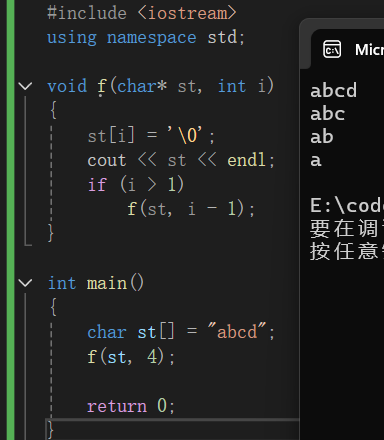 #include <iostream>
using namespace std;
void f(char* st, int i)
{
st[i] = '\0';
cout << st << endl;
if (i > 1)
f(st, i - 1);
}
int main()
{
char st[] = "abcd";
f(st, 4);
return 0;
}
Micr
abcd
abc
ab
a
E:\cod
要在调
按任意